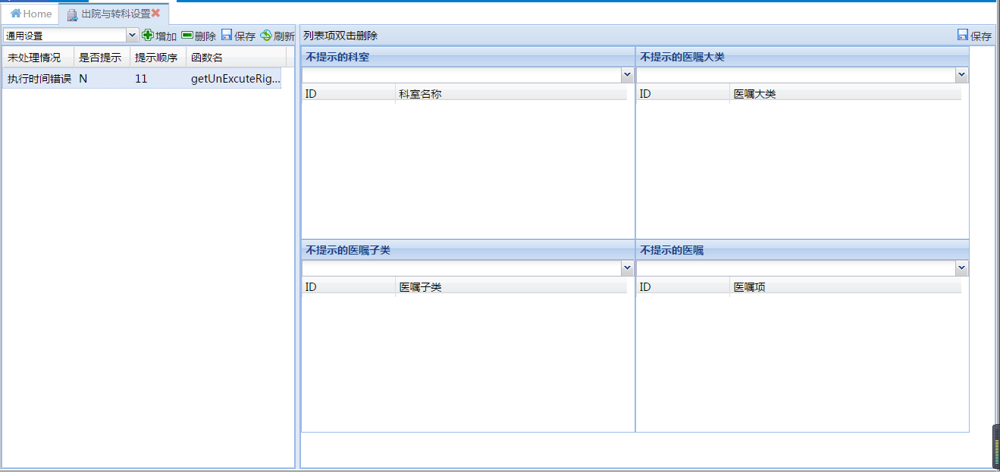 Home 出院与转科设置
通用设置 增加 删除 保存 刷新
未处理情况 是否提示 提示顺序 函数名
执行时间错误 N 11 getUnExcuteRig...
列表项双击删除 保存
不提示的科室
ID 科室名称
不提示的医嘱大类
ID 医嘱大类
不提示的医嘱子类
ID 医嘱子类
不提示的医嘱
ID 医嘱项